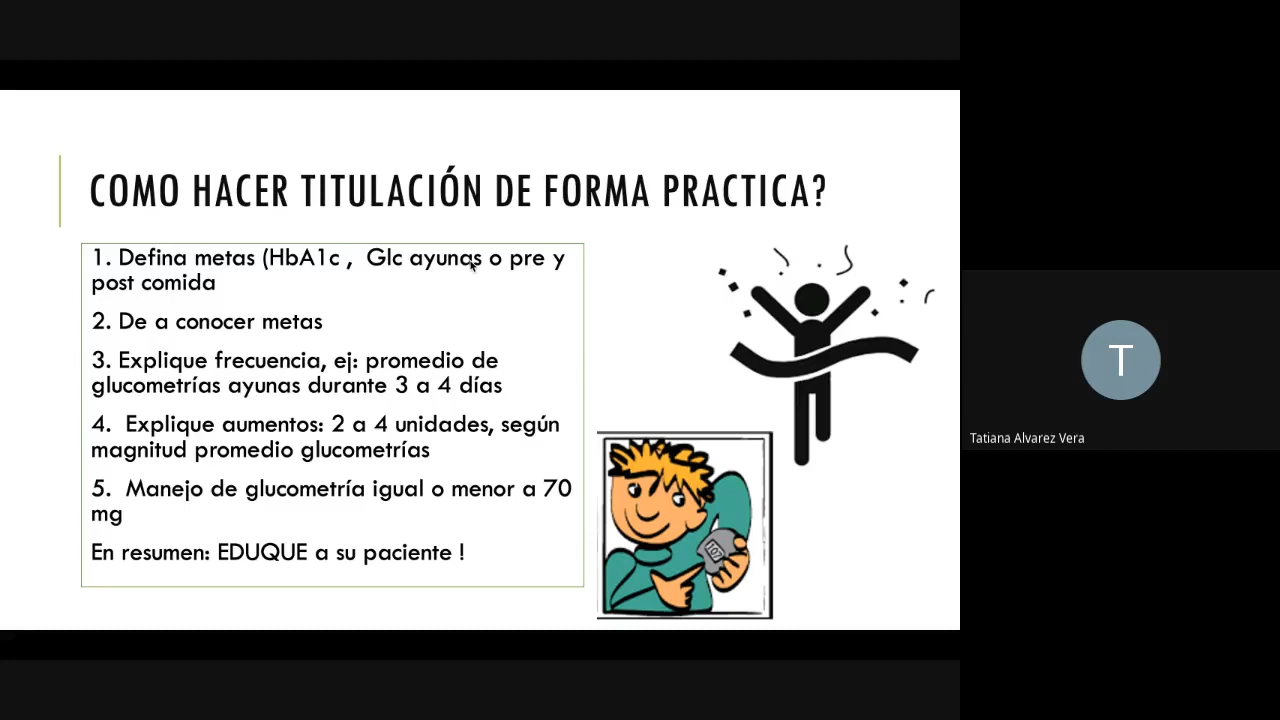 COMO HACER TITULACIÓN DE FORMA PRACTICA?
1. Defina metas (HbA1c , Glc ayunas o pre y
post comida
2. De a conocer metas
3. Explique frecuencia, ej: promedio de
glucometrías ayunas durante 3 a 4 días
4. Explique aumentos: 2 a 4 unidades, según
magnitud promedio glucometrías
5. Manejo de glucometría igual o menor a 70
mg
En resumen: EDUQUE a su paciente !
T
Tatiana Alvarez Vera